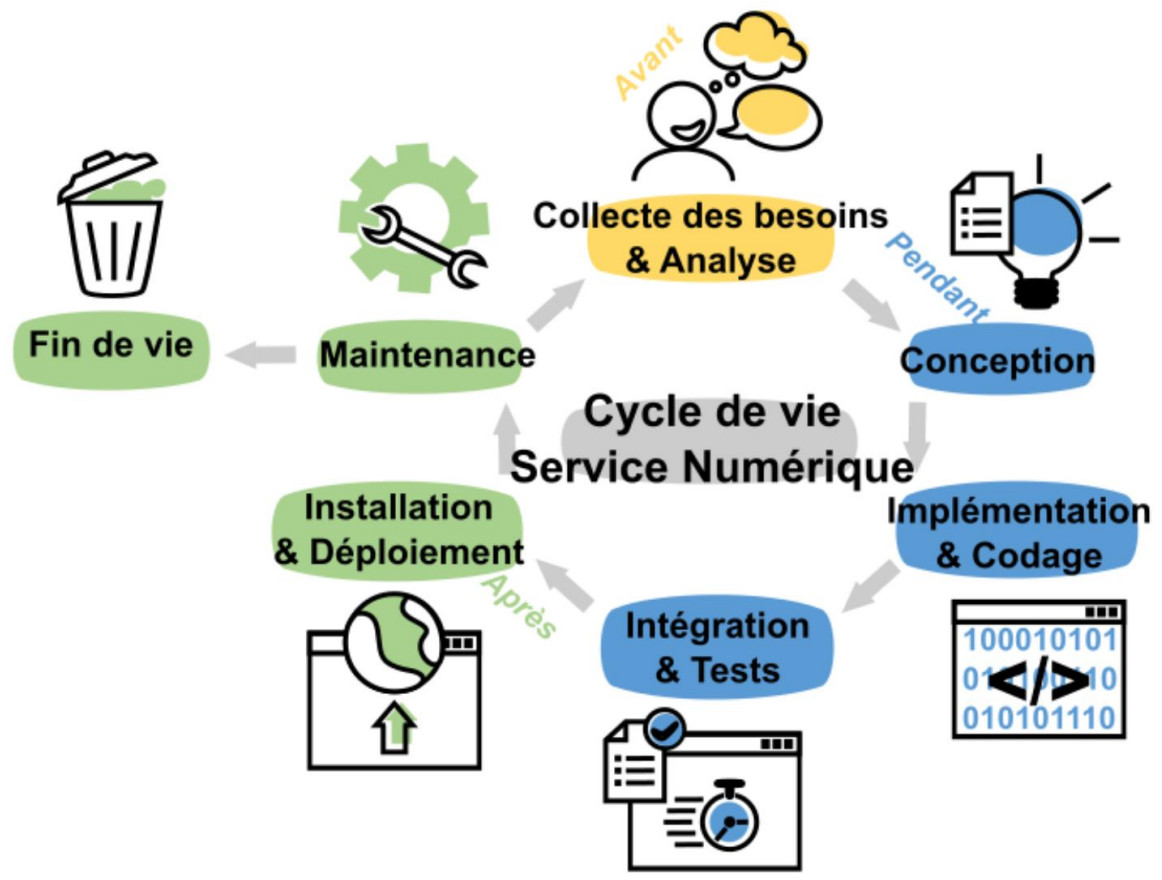 Avant
Collecte des besoins
& Analyse
Pendant
Conception
Fin de vie
Maintenance
Cycle de vie
Service Numérique
Implémentation
& Codage
100010101
</>
010101110
Intégration
& Tests
Après
Installation
& Déploiement